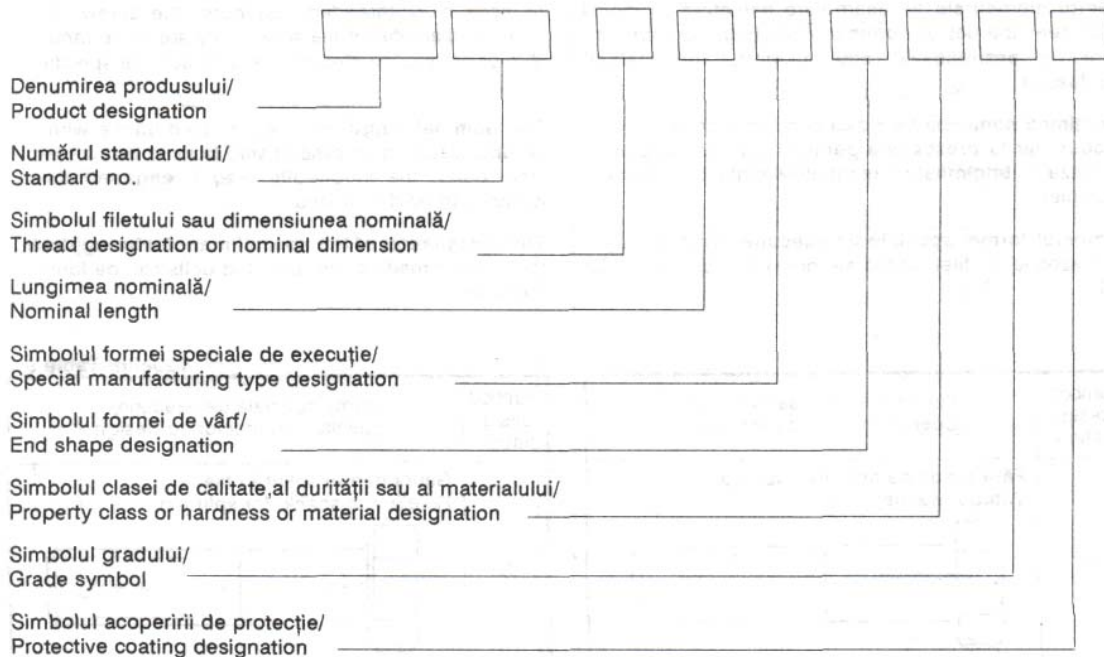 Denumirea produsului/
Product designation
Numărul standardului/
Standard no.
Simbolul filetului sau dimensiunea nominală/
Thread designation or nominal dimension
Lungimea nominală/
Nominal length
Simbolul formei speciale de execuție/
Special manufacturing type designation
Simbolul formei de vârf/
End shape designation
Simbolul clasei de calitate,al durității sau al materialului/
Property class or hardness or material designation
Simbolul gradului/
Grade symbol
Simbolul acoperirii de protecție/
Protective coating designation